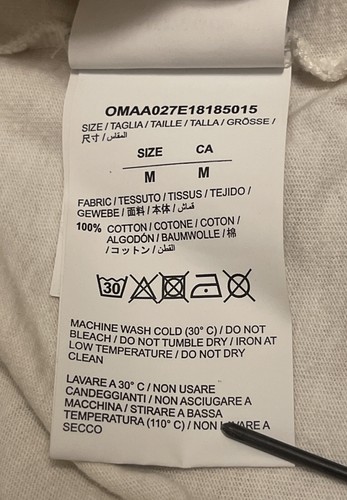 OMAA027E18185015
SIZE / TAGLIA / TAILLE / TALLA / GRÖSSE /
尺寸 / المقاس
SIZE CA
M M
FABRIC / TESSUTO / TISSUS / TEJIDO /
GEWEBE / 面料 / 本体 / قماش
100% COTTON / COTONE / COTON /
ALGODÓN / BAUMWOLLE / 棉
/ コットン / القطن
30
MACHINE WASH COLD (30° C) / DO NOT
BLEACH / DO NOT TUMBLE DRY / IRON AT
LOW TEMPERATURE / DO NOT DRY
CLEAN
LAVARE A 30° C / NON USARE
CANDEGGIANTI / NON ASCIUGARE A
MACCHINA / STIRARE A BASSA
TEMPERATURA (110° C) / NON LAVARE A
SECCO